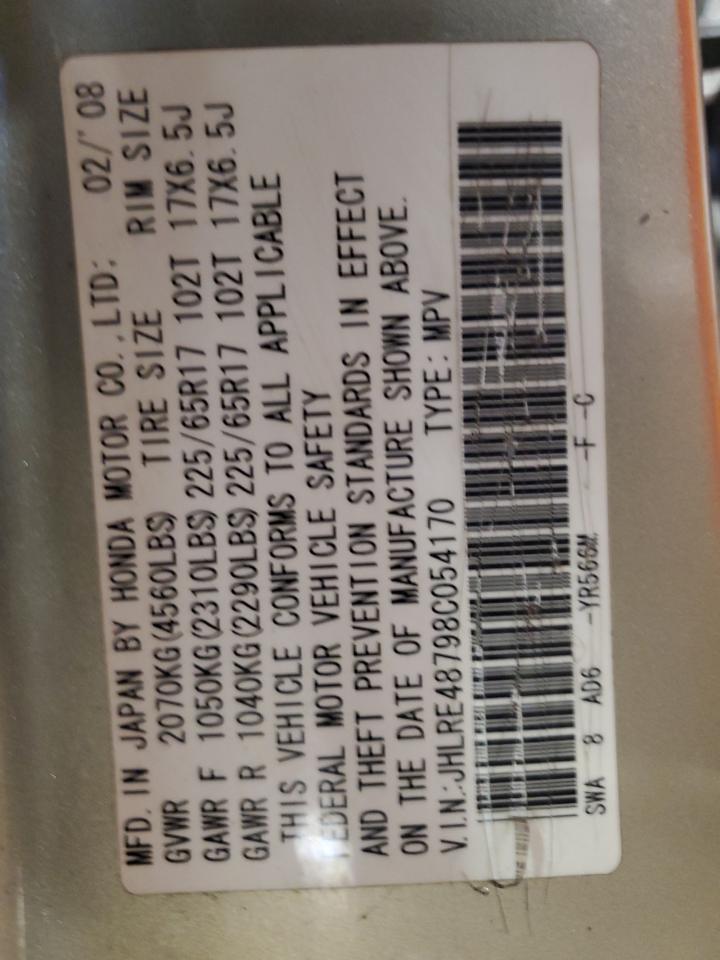 MFD. IN JAPAN BY HONDA MOTOR CO., LTD: 02/'08
GVWR 2070KG(4560LBS) TIRE SIZE RIM SIZE
GAWR F 1050KG(2310LBS) 225/65R17 102T 17X6.5J
GAWR R 1040KG(2290LBS) 225/65R17 102T 17X6.5J
THIS VEHICLE CONFORMS TO ALL APPLICABLE
FEDERAL MOTOR VEHICLE SAFETY
AND THEFT PREVENTION STANDARDS IN EFFECT
ON THE DATE OF MANUFACTURE SHOWN ABOVE.
V.I.N.:JHLRE48798C054170 TYPE: MPV
SWA 8 AD6 -YR566M -F -C